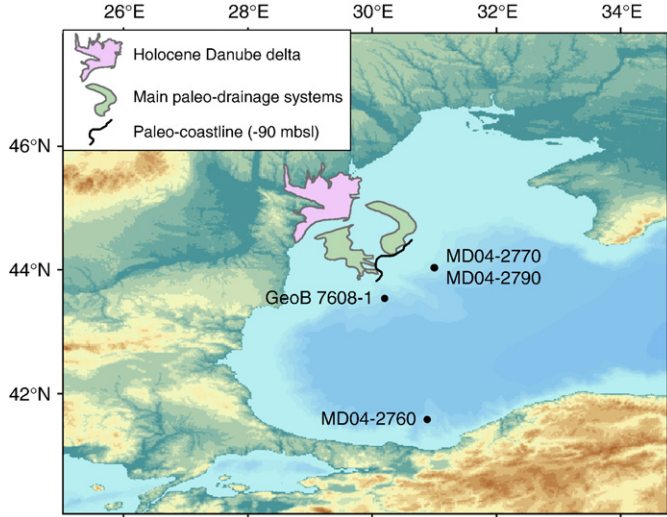 26°E 28°E 30°E 32°E 34°E
Holocene Danube delta
Main paleo-drainage systems
Paleo-coastline (-90 mbsl)
46°N
44°N
MD04-2770
MD04-2790
GeoB 7608-1
42°N
MD04-2760